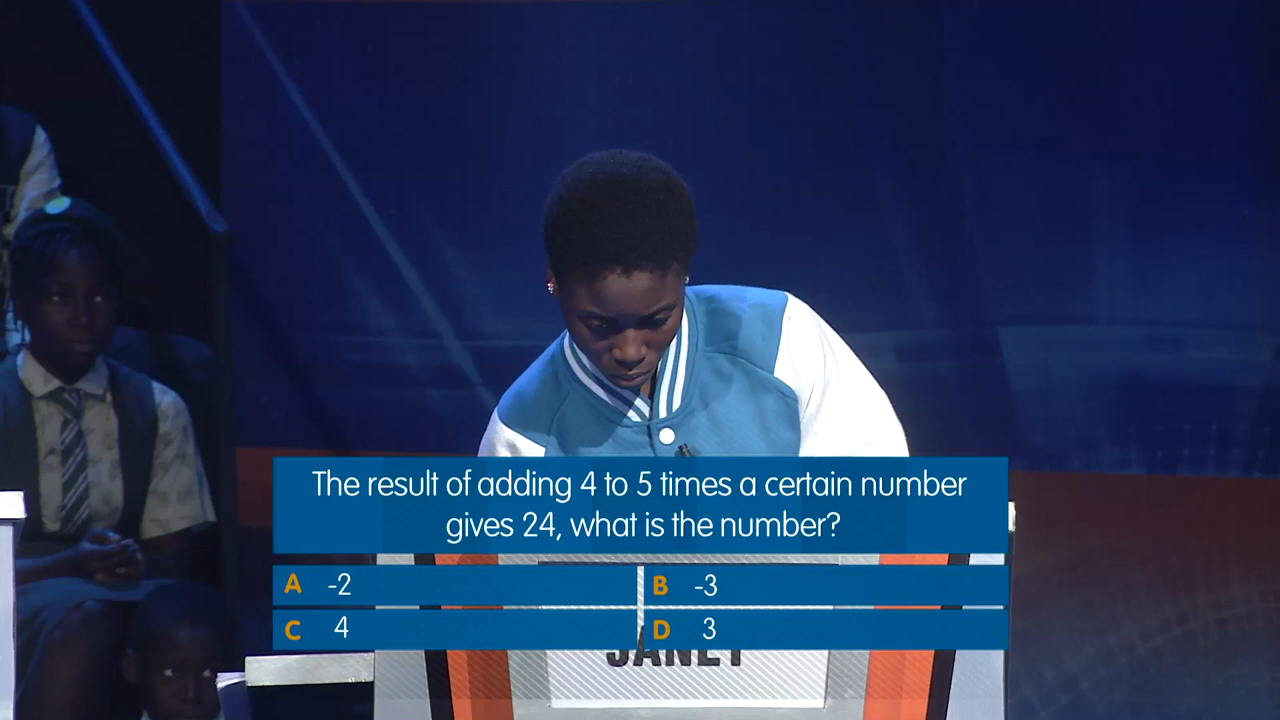 The result of adding 4 to 5 times a certain number
gives 24, what is the number?
A -2
B -3
C 4
D 3
JANET